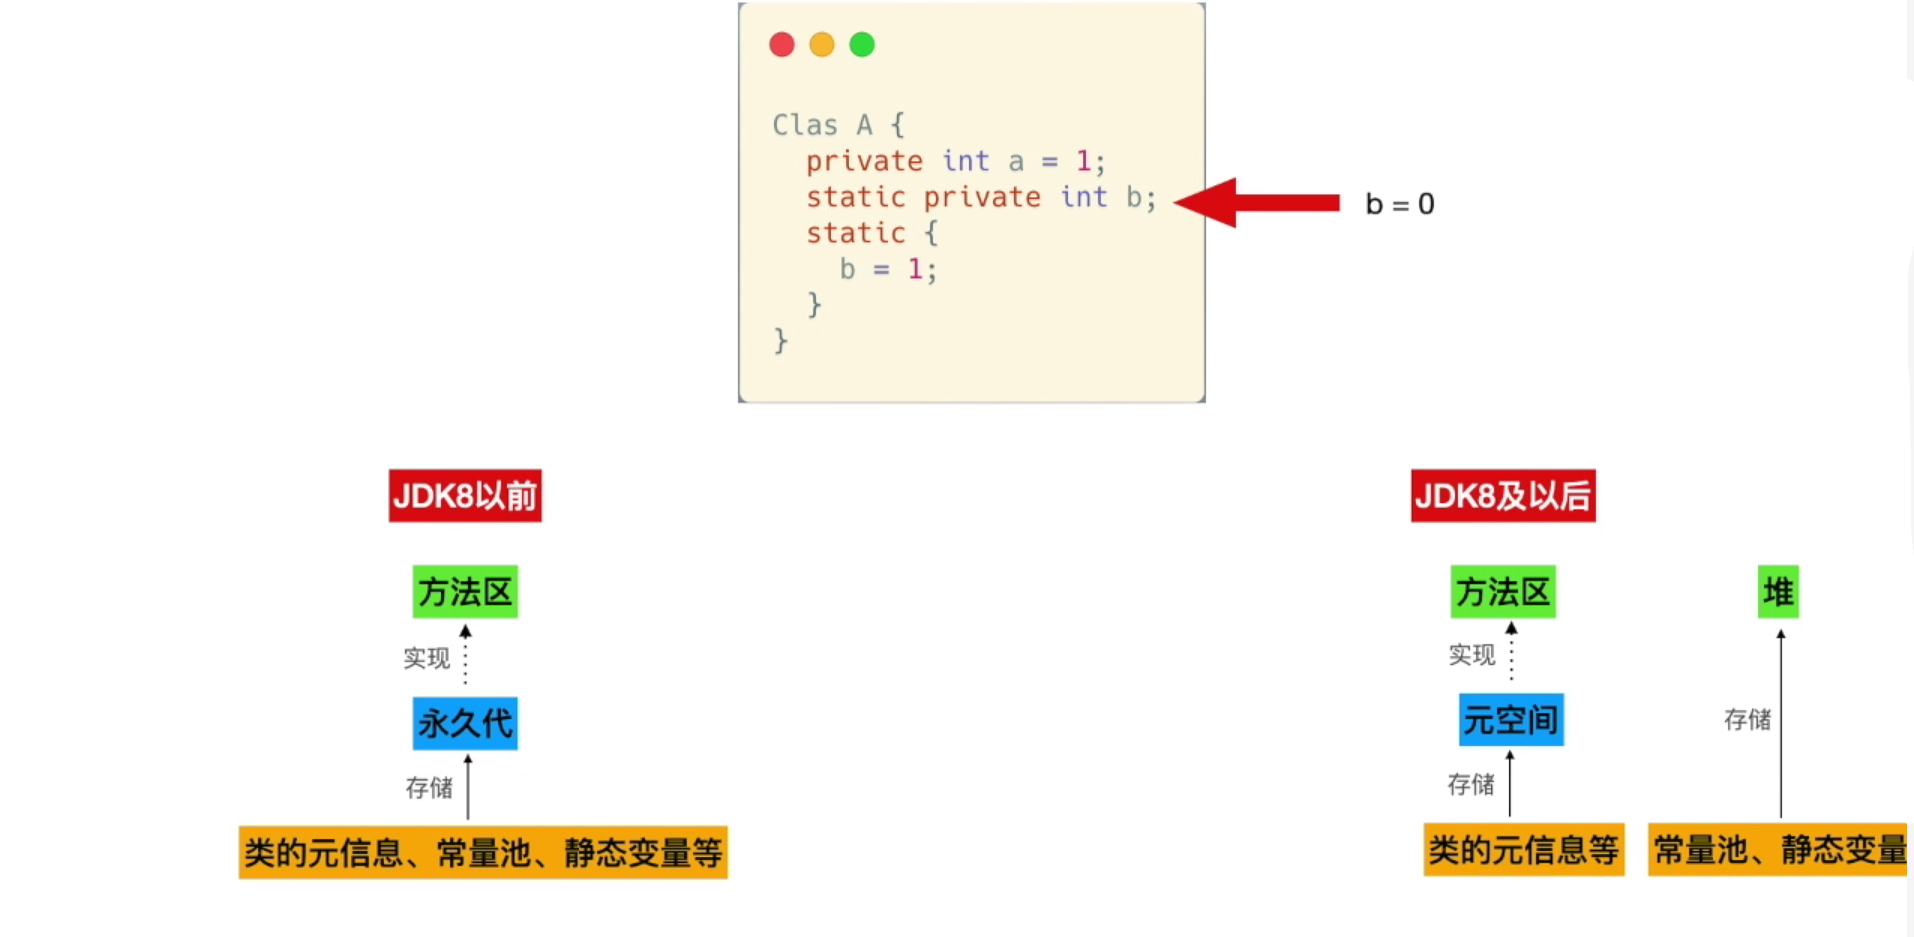 Clas A {
private int a = 1;
static private int b;
b = 0
static {
b = 1;
}
}
JDK8以前
JDK8及以后
方法区
方法区
堆
实现
实现
永久代
元空间
存储
存储
存储
类的元信息、常量池、静态变量等
类的元信息等
常量池、静态变量